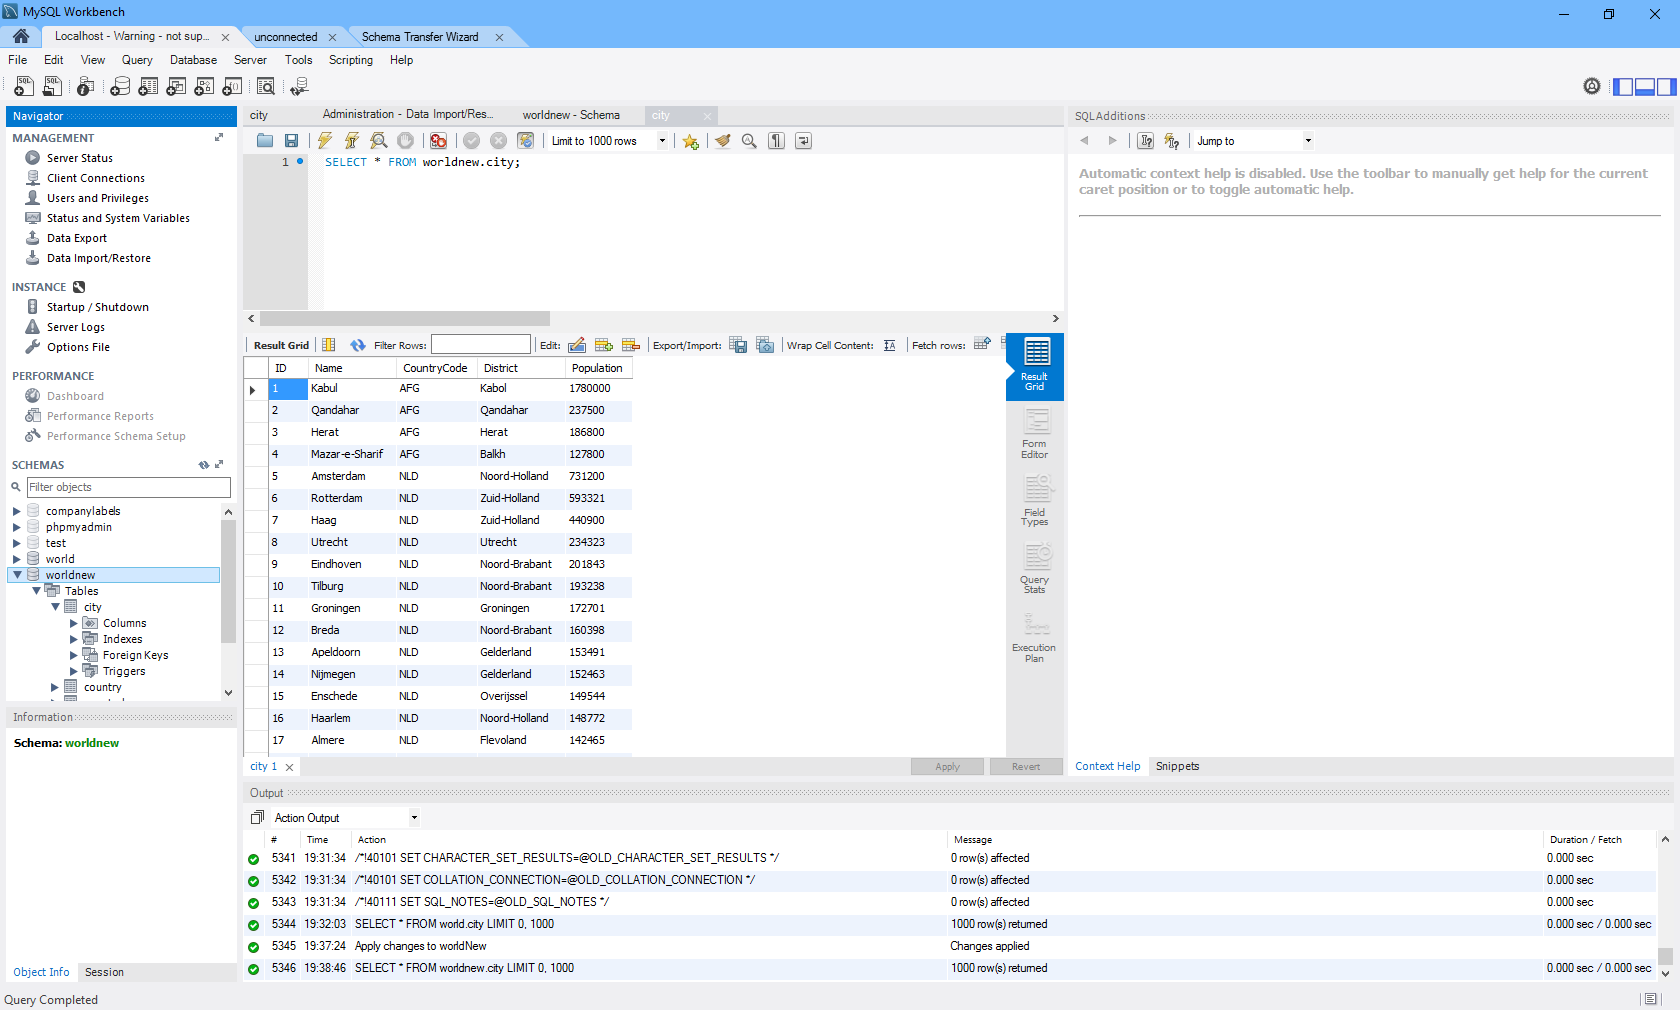 MySQL Workbench
Localhost - Warning - not sup...
unconnected
Schema Transfer Wizard
File Edit View Query Database Server Tools Scripting Help
Navigator
MANAGEMENT
Server Status
Client Connections
Users and Privileges
Status and System Variables
Data Export
Data Import/Restore
INSTANCE
Startup / Shutdown
Server Logs
Options File
PERFORMANCE
Dashboard
Performance Reports
Performance Schema Setup
SCHEMAS
Filter objects
companylabels
phpmyadmin
test
world
worldnew
Tables
city
Columns
Indexes
Foreign Keys
Triggers
country
Information
Schema: worldnew
Object Info Session
Query Completed
city Administration - Data Import/Res... worldnew - Schema city
Limit to 1000 rows
1 SELECT * FROM worldnew.city;
Result Grid Filter Rows: Edit: Export/Import: Wrap Cell Content: Fetch rows:
ID Name CountryCode District Population
1 Kabul AFG Kabol 1780000
2 Qandahar AFG Qandahar 237500
3 Herat AFG Herat 186800
4 Mazar-e-Sharif AFG Balkh 127800
5 Amsterdam NLD Noord-Holland 731200
6 Rotterdam NLD Zuid-Holland 593321
7 Haag NLD Zuid-Holland 440900
8 Utrecht NLD Utrecht 234323
9 Eindhoven NLD Noord-Brabant 201843
10 Tilburg NLD Noord-Brabant 193238
11 Groningen NLD Groningen 172701
12 Breda NLD Noord-Brabant 160398
13 Apeldoorn NLD Gelderland 153491
14 Nijmegen NLD Gelderland 152463
15 Enschede NLD Overijssel 149544
16 Haarlem NLD Noord-Holland 148772
17 Almere NLD Flevoland 142465
Result
Grid
Form
Editor
Field
Types
Query
Stats
Execution
Plan
city 1
Apply Revert
SQLAdditions
Jump to
Automatic context help is disabled. Use the toolbar to manually get help for the current
caret position or to toggle automatic help.
Context Help Snippets
Output
Action Output
# Time Action Message Duration / Fetch
5341 19:31:34 /*!40101 SET CHARACTER_SET_RESULTS=@OLD_CHARACTER_SET_RESULTS */ 0 row(s) affected 0.000 sec
5342 19:31:34 /*!40101 SET COLLATION_CONNECTION=@OLD_COLLATION_CONNECTION */ 0 row(s) affected 0.000 sec
5343 19:31:34 /*!40111 SET SQL_NOTES=@OLD_SQL_NOTES */ 0 row(s) affected 0.000 sec
5344 19:32:03 SELECT * FROM world.city LIMIT 0, 1000 1000 row(s) returned 0.000 sec / 0.000 sec
5345 19:37:24 Apply changes to worldNew Changes applied
5346 19:38:46 SELECT * FROM worldnew.city LIMIT 0, 1000 1000 row(s) returned 0.000 sec / 0.000 sec